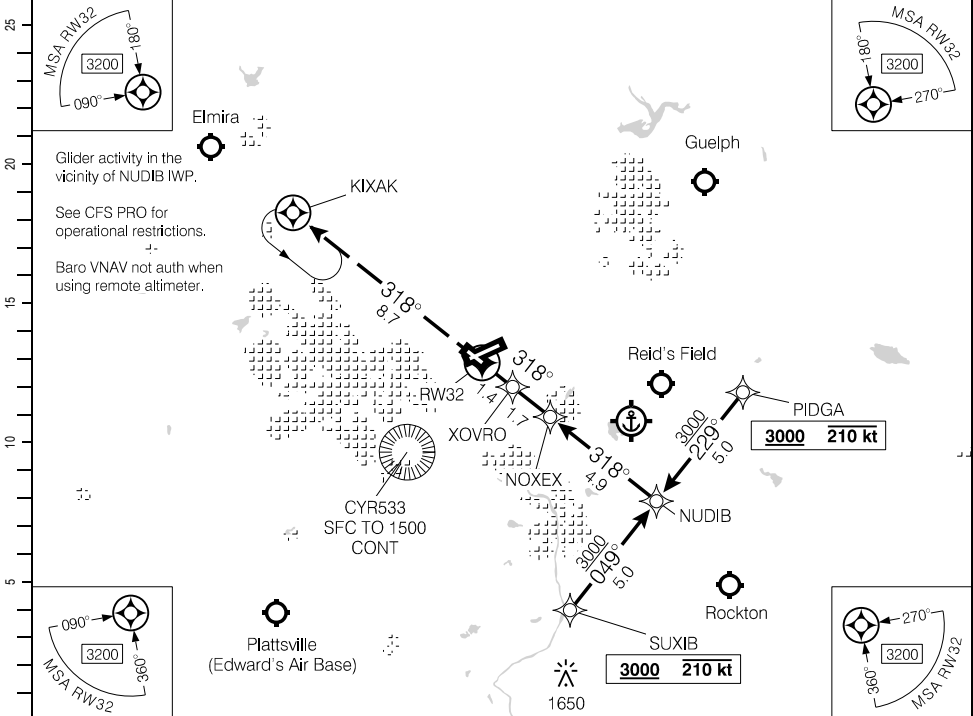 25
20
15
10
5
MSA RW32
3200
180°
090°
MSA RW32
3200
180°
270°
Elmira
Guelph
Glider activity in the
vicinity of NUDIB IWP.
See CFS PRO for
operational restrictions.
Baro VNAV not auth when
using remote altimeter.
KIXAK
318°
8.7
RW32
318°
1.4
1.7
XOVRO
NOXEX
Reid's Field
PIDGA
3000 210 kt
3000
229°
5.0
318°
4.9
NUDIB
CYR533
SFC TO 1500
CONT
3000
049°
5.0
Rockton
SUXIB
3000 210 kt
1650
Plattsville
(Edward's Air Base)
090°
3200
360°
MSA RW32
270°
3200
360°
MSA RW32